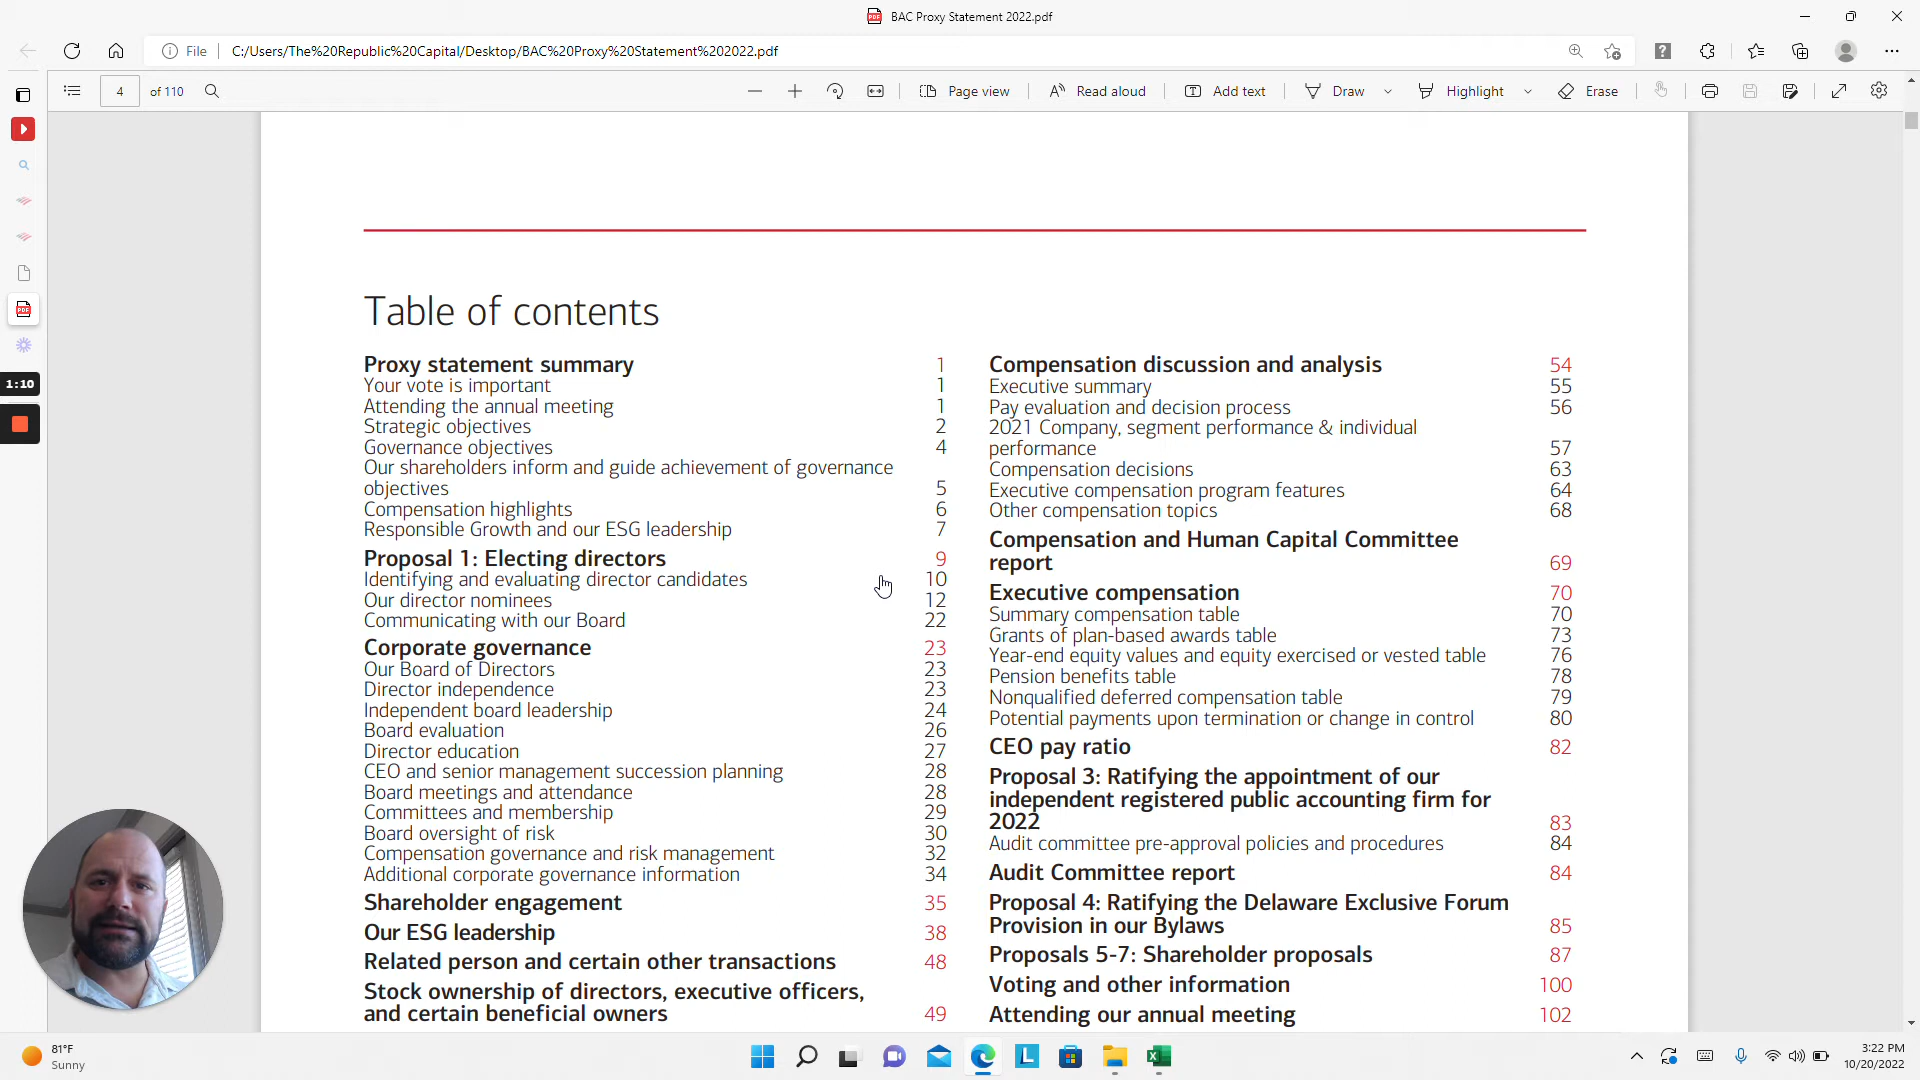 BAC Proxy Statement 2022.pdf
File
C:/Users/The%20Republic%20Capital/Desktop/BAC%20Proxy%20Statement%202022.pdf
4 of 110
Page view
Read aloud
Add text
Draw
Highlight
Erase
1:10
Table of contents
Proxy statement summary 1
Your vote is important 1
Attending the annual meeting 1
Strategic objectives 2
Governance objectives 4
Our shareholders inform and guide achievement of governance
objectives 5
Compensation highlights 6
Responsible Growth and our ESG leadership 7
Proposal 1: Electing directors 9
Identifying and evaluating director candidates 10
Our director nominees 12
Communicating with our Board 22
Corporate governance 23
Our Board of Directors 23
Director independence 23
Independent board leadership 24
Board evaluation 26
Director education 27
CEO and senior management succession planning 28
Board meetings and attendance 28
Committees and membership 29
Board oversight of risk 30
Compensation governance and risk management 32
Additional corporate governance information 34
Shareholder engagement 35
Our ESG leadership 38
Related person and certain other transactions 48
Stock ownership of directors, executive officers,
and certain beneficial owners 49
Compensation discussion and analysis 54
Executive summary 55
Pay evaluation and decision process 56
2021 Company, segment performance & individual
performance 57
Compensation decisions 63
Executive compensation program features 64
Other compensation topics 68
Compensation and Human Capital Committee
report 69
Executive compensation 70
Summary compensation table 70
Grants of plan-based awards table 73
Year-end equity values and equity exercised or vested table 76
Pension benefits table 78
Nonqualified deferred compensation table 79
Potential payments upon termination or change in control 80
CEO pay ratio 82
Proposal 3: Ratifying the appointment of our
independent registered public accounting firm for
2022 83
Audit committee pre-approval policies and procedures 84
Audit Committee report 84
Proposal 4: Ratifying the Delaware Exclusive Forum
Provision in our Bylaws 85
Proposals 5-7: Shareholder proposals 87
Voting and other information 100
Attending our annual meeting 102
81°F
Sunny
3:22 PM
10/20/2022